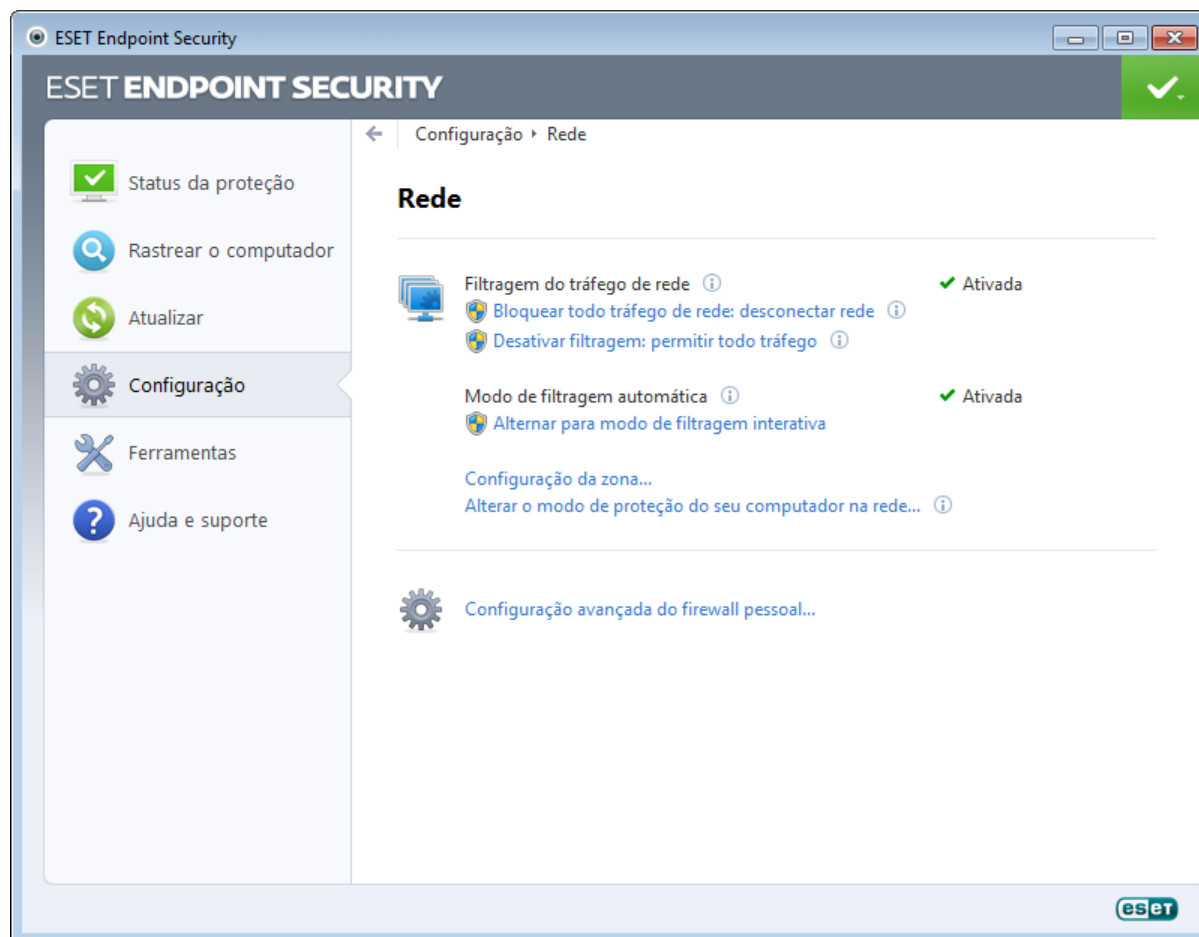 ESET Endpoint Security
ESET ENDPOINT SECURITY
Configuração ‣ Rede
Status da proteção
Rastrear o computador
Atualizar
Configuração
Ferramentas
Ajuda e suporte
Rede
Filtragem do tráfego de rede Ativada
Bloquear todo tráfego de rede: desconectar rede
Desativar filtragem: permitir todo tráfego
Modo de filtragem automática Ativada
Alternar para modo de filtragem interativa
Configuração da zona...
Alterar o modo de proteção do seu computador na rede...
Configuração avançada do firewall pessoal...
eset